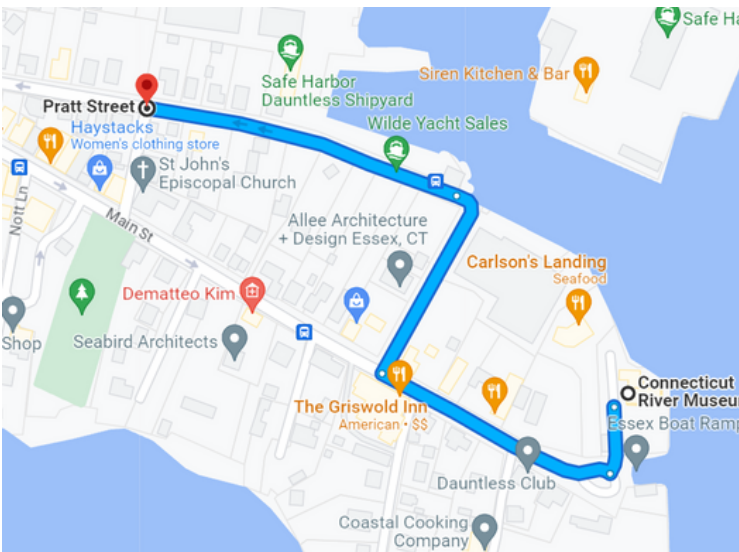 Safe Ha
Siren Kitchen & Bar
Safe Harbor
Dauntless Shipyard
Pratt Street
Wilde Yacht Sales
Haystacks
Women's clothing store
St John's
Episcopal Church
Nott Ln
Main St
Allee Architecture
+ Design Essex, CT
Carlson's Landing
Seafood
Dematteo Kim
Shop
Seabird Architects
Connecticut
River Museu
The Griswold Inn
American • $$
Essex Boat Ramp
Dauntless Club
Coastal Cooking
Company